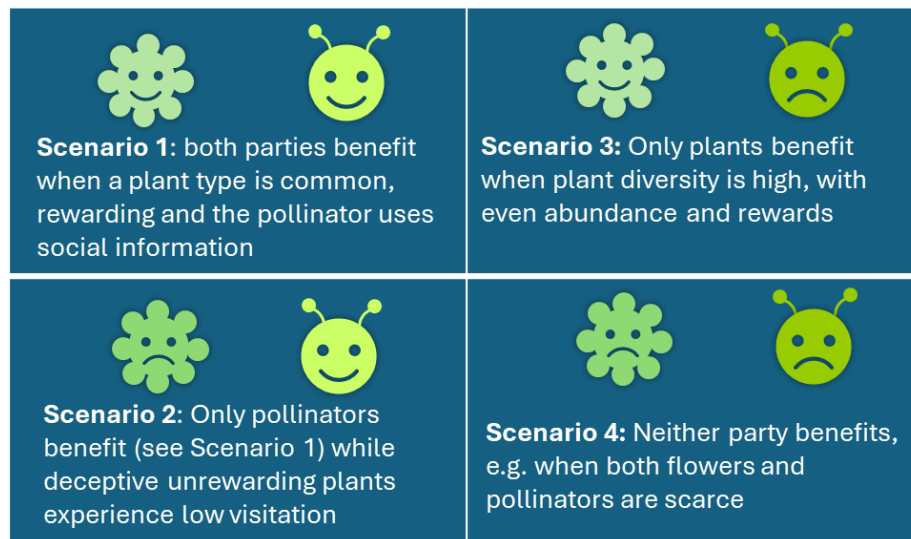 Scenario 1: both parties benefit
when a plant type is common,
rewarding and the pollinator uses
social information
Scenario 3: Only plants benefit
when plant diversity is high, with
even abundance and rewards
Scenario 2: Only pollinators
benefit (see Scenario 1) while
deceptive unrewarding plants
experience low visitation
Scenario 4: Neither party benefits,
e.g. when both flowers and
pollinators are scarce